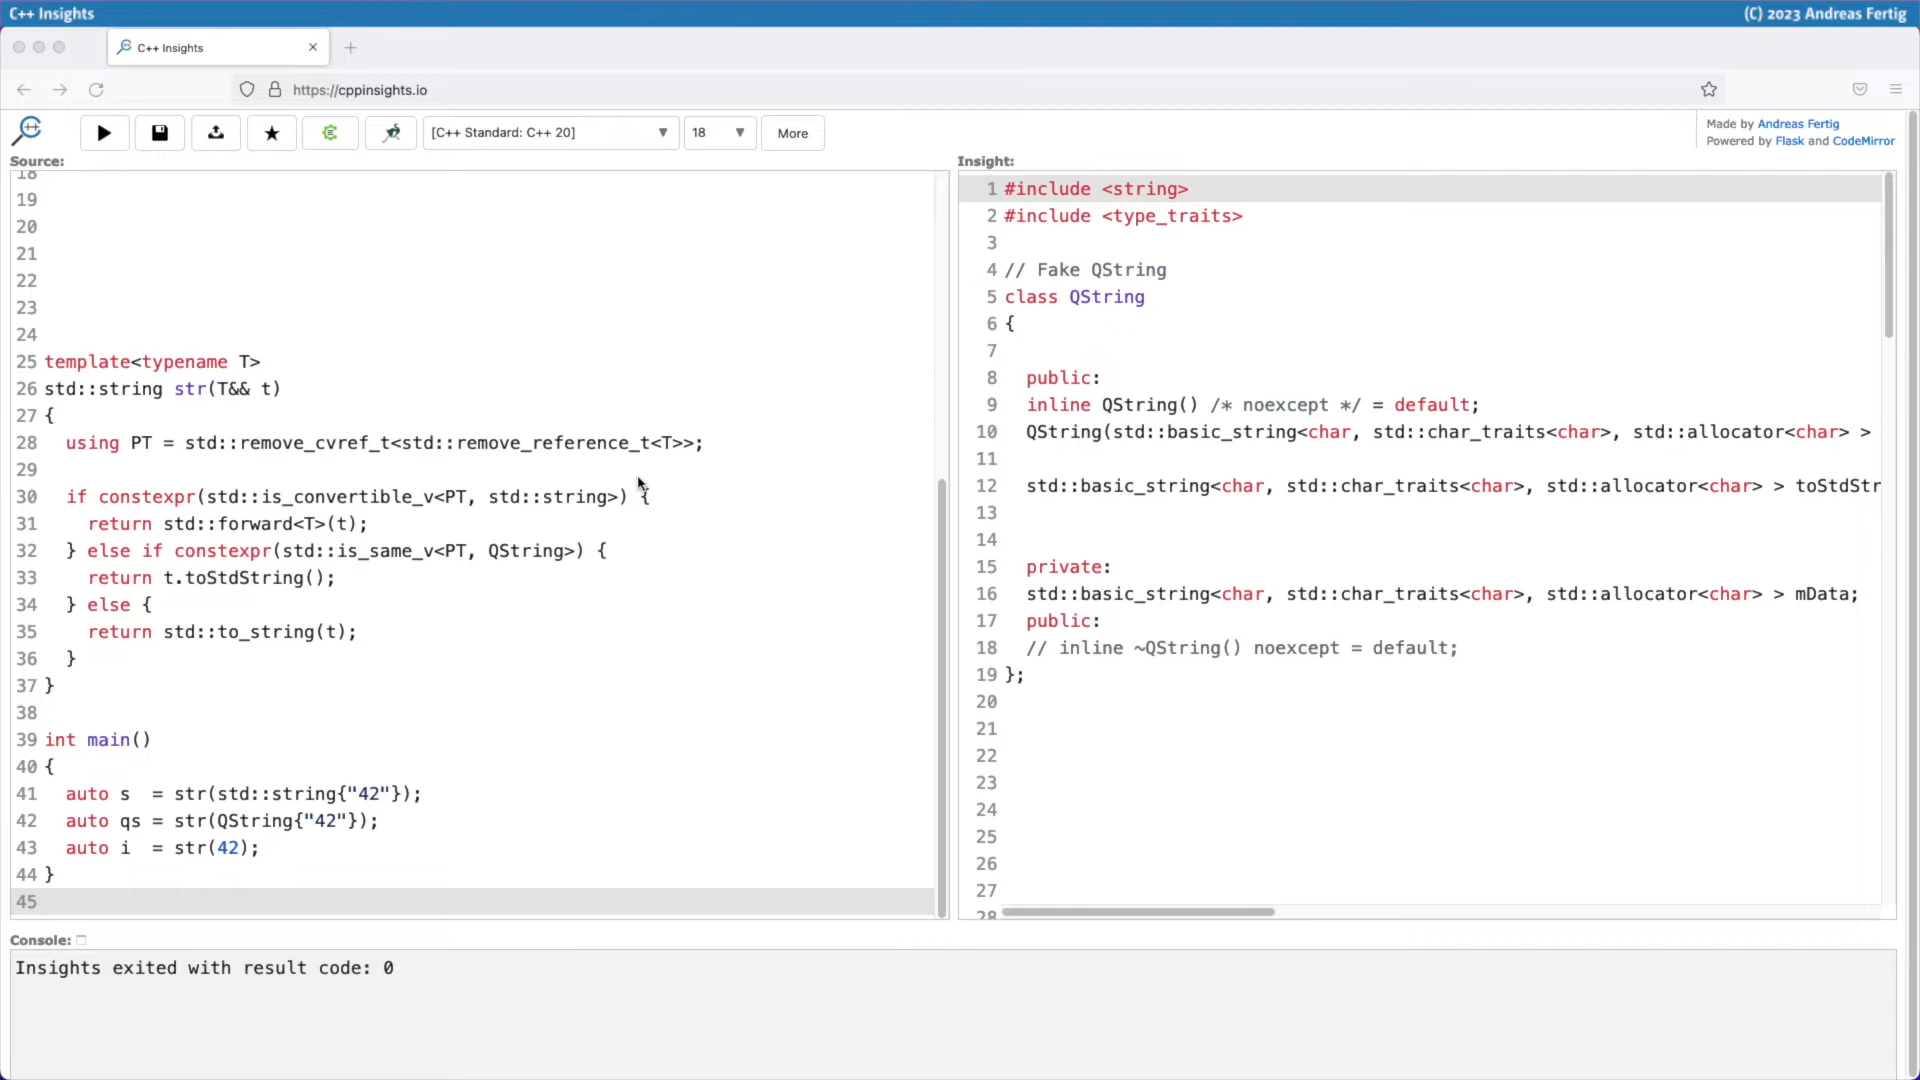 C++ Insights
(C) 2023 Andreas Fertig
C++ Insights
https://cppinsights.io
[C++ Standard: C++ 20]
18
More
Made by Andreas Fertig
Powered by Flask and CodeMirror
Source:
18
19
20
21
22
23
24
25 template<typename T>
26 std::string str(T&& t)
27 {
28   using PT = std::remove_cvref_t<std::remove_reference_t<T>>;
29
30   if constexpr(std::is_convertible_v<PT, std::string>) {
31     return std::forward<T>(t);
32   } else if constexpr(std::is_same_v<PT, QString>) {
33     return t.toStdString();
34   } else {
35     return std::to_string(t);
36   }
37 }
38
39 int main()
40 {
41   auto s  = str(std::string{"42"});
42   auto qs = str(QString{"42"});
43   auto i  = str(42);
44 }
45
Insight:
1 #include <string>
2 #include <type_traits>
3
4 // Fake QString
5 class QString
6 {
7
8   public:
9   inline QString() /* noexcept */ = default;
10   QString(std::basic_string<char, std::char_traits<char>, std::allocator<char> >
11
12   std::basic_string<char, std::char_traits<char>, std::allocator<char> > toStdStr
13
14
15   private:
16   std::basic_string<char, std::char_traits<char>, std::allocator<char> > mData;
17   public:
18   // inline ~QString() noexcept = default;
19 };
20
21
22
23
24
25
26
27
28
Console:
Insights exited with result code: 0